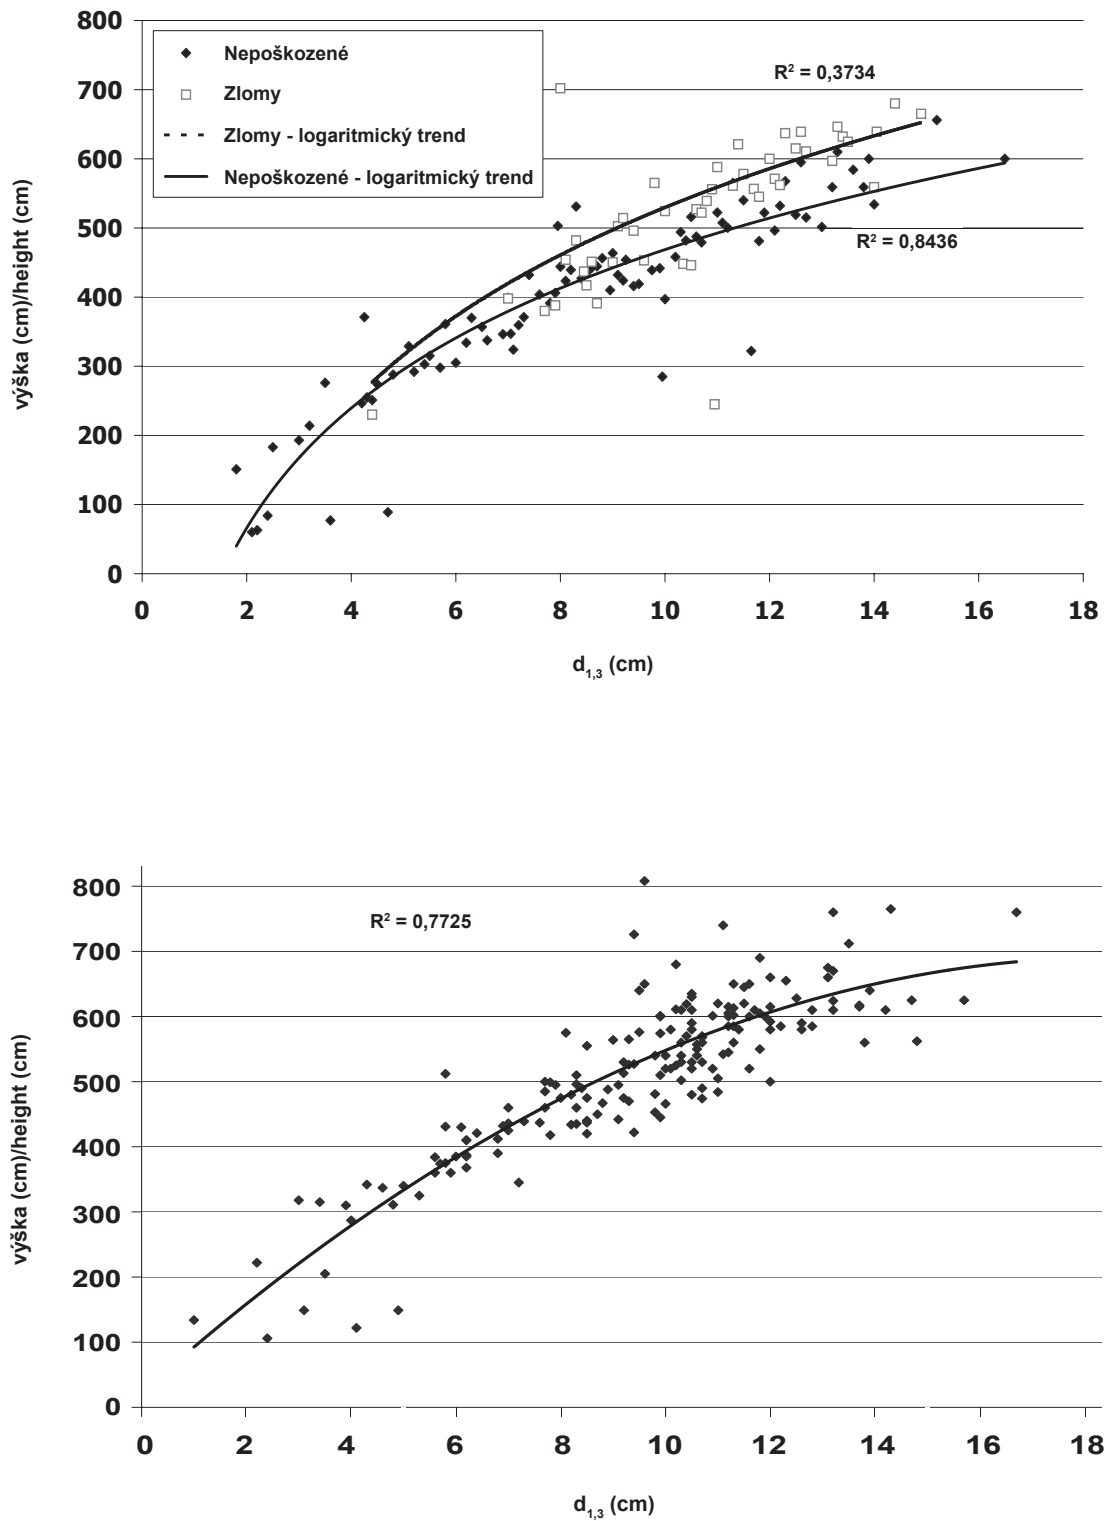 800
700
600
500
400
300
200
100
0
Nepoškozené
Zlomy
Zlomy - logaritmický trend
Nepoškozené - logaritmický trend
R² = 0,3734
R² = 0,8436
výška (cm)/height (cm)
0 2 4 6 8 10 12 14 16 18
d1,3 (cm)
800
700
600
500
400
300
200
100
0
R² = 0,7725
výška (cm)/height (cm)
0 2 4 6 8 10 12 14 16 18
d1,3 (cm)